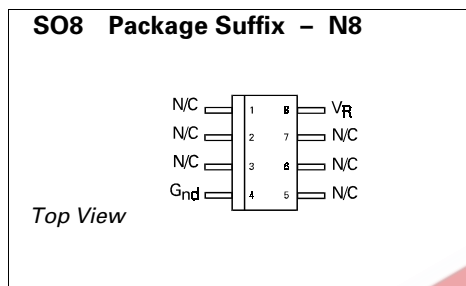 SO8 Package Suffix – N8
N/C 1 8 VR
N/C 2 7 N/C
N/C 3 6 N/C
Gnd 4 5 N/C
Top View